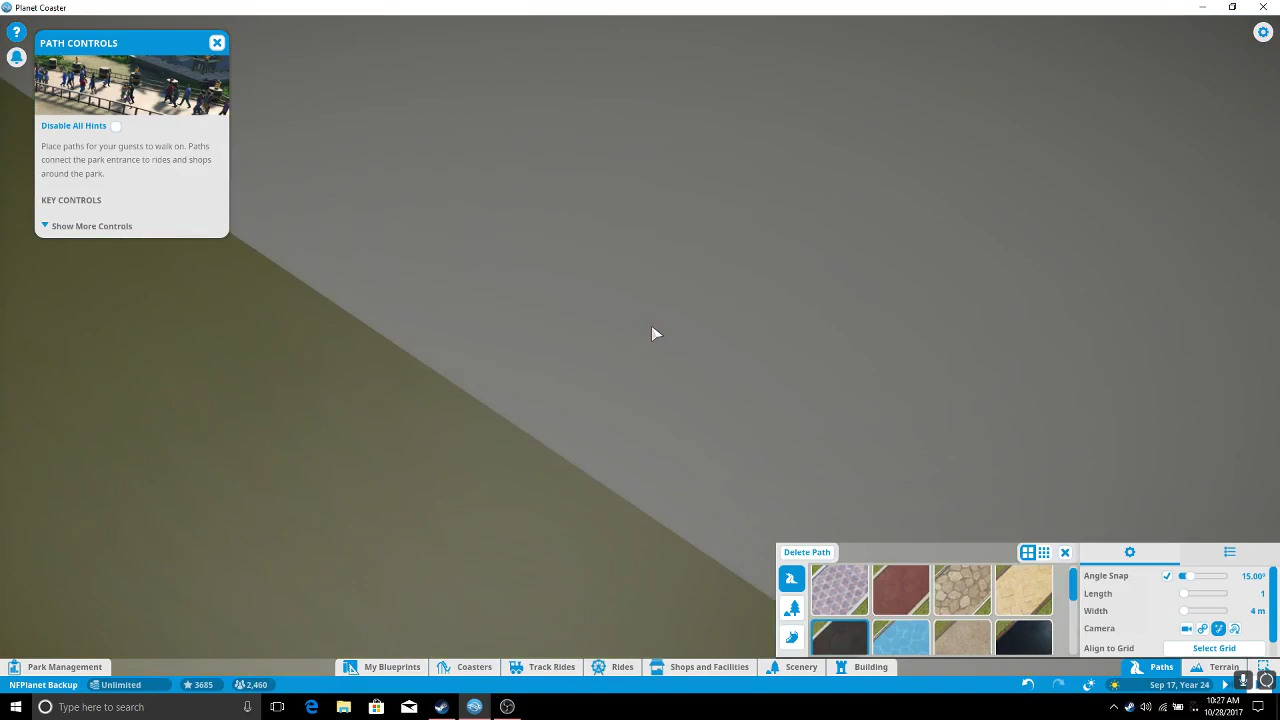 Planet Coaster
PATH CONTROLS
Disable All Hints
Place paths for your guests to walk on. Paths
connect the park entrance to rides and shops
around the park.
KEY CONTROLS
Show More Controls
Delete Path
Angle Snap
15.00°
Length
1
Width
4 m
Camera
Align to Grid
Select Grid
Park Management
My Blueprints
Coasters
Track Rides
Rides
Shops and Facilities
Scenery
Building
Paths
Terrain
NFPlanet Backup
Unlimited
3685
2,460
Sep 17, Year 24
Type here to search
10:27 AM
10/28/2017